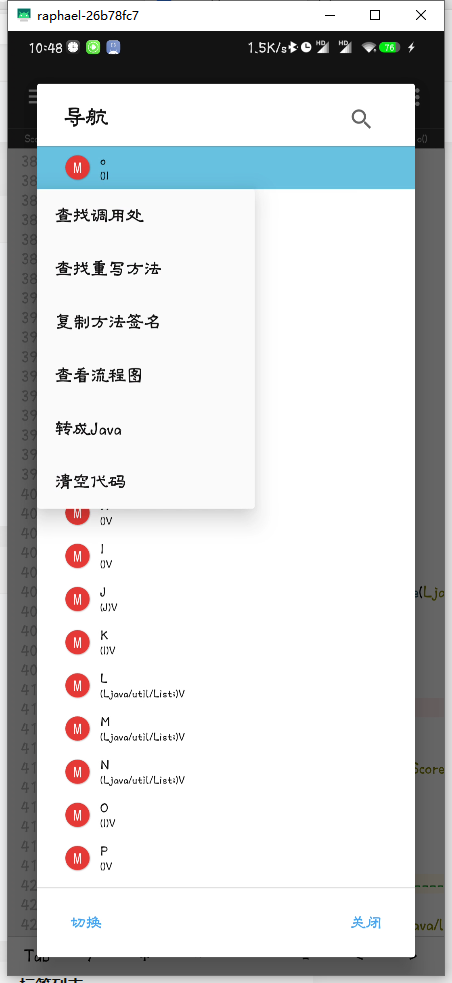 raphael-26b78fc7
10:48
1.5K/s
HD
HD
76
导航
M
o
()I
查找调用处
查找重写方法
复制方法签名
查看流程图
转成Java
清空代码
M
()V
M
I
()V
M
J
(J)V
M
K
(I)V
M
L
(Ljava/util/List;)V
M
M
(Ljava/util/List;)V
M
N
(Ljava/util/List;)V
M
O
(I)V
M
P
()V
切换
关闭